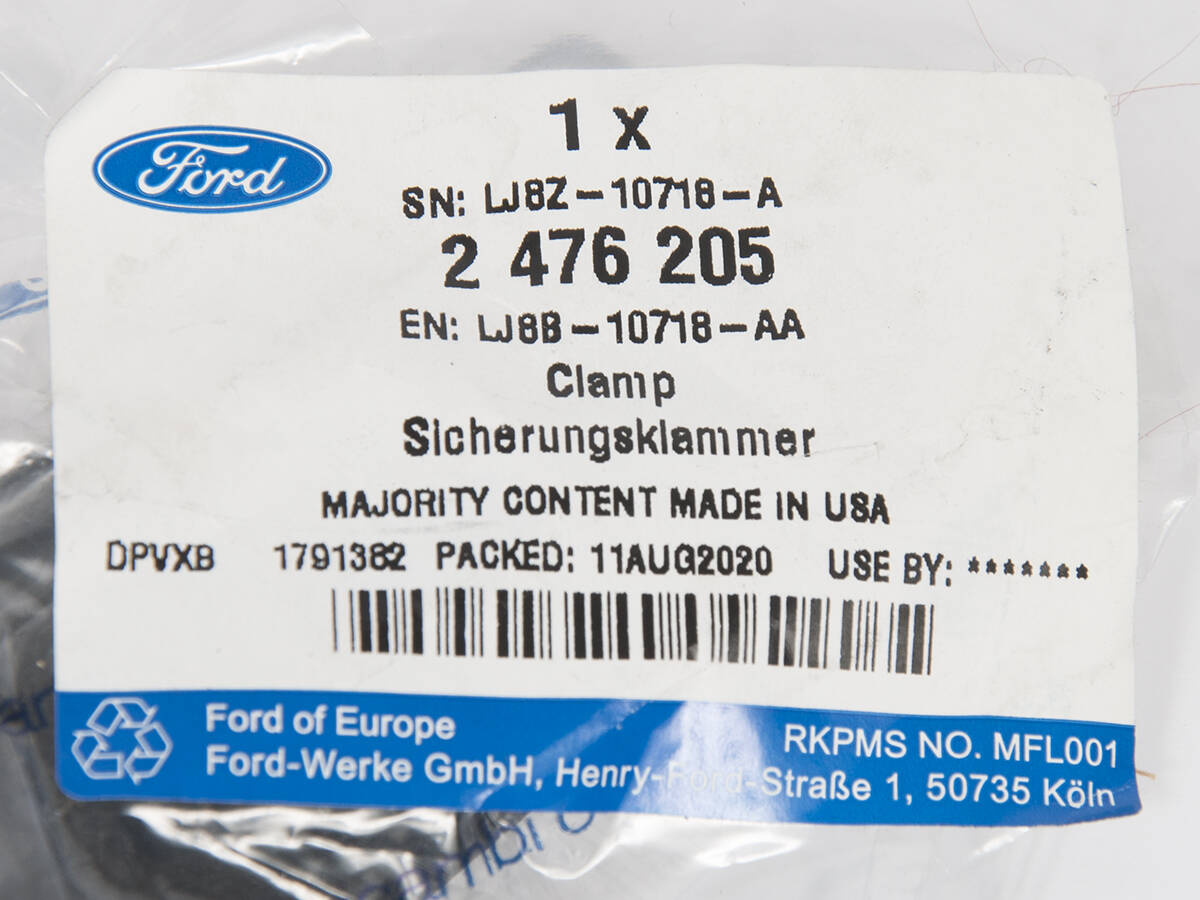 1 x
Ford
SN: LJ8Z-10718-A
2 476 205
EN: LJ8B-10718-AA
Clamp
Sicherungsklammer
MAJORITY CONTENT MADE IN USA
DPVXB 1791382 PACKED: 11AUG2020 USE BY: *******
Ford of Europe
RKPMS NO. MFL001
Ford-Werke GmbH, Henry-Ford-Straße 1, 50735 Köln